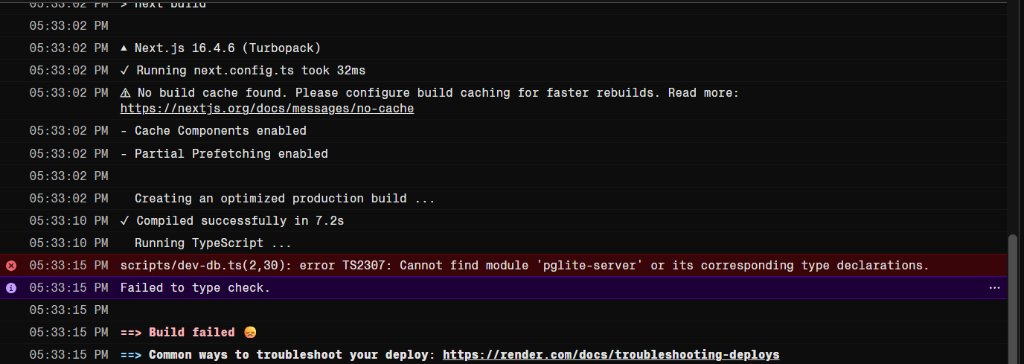 05:33:02 PM > next build
05:33:02 PM
05:33:02 PM ▲ Next.js 16.4.6 (Turbopack)
05:33:02 PM ✓ Running next.config.ts took 32ms
05:33:02 PM ⚠ No build cache found. Please configure build caching for faster rebuilds. Read more:
https://nextjs.org/docs/messages/no-cache
05:33:02 PM - Cache Components enabled
05:33:02 PM - Partial Prefetching enabled
05:33:02 PM
05:33:02 PM Creating an optimized production build ...
05:33:10 PM ✓ Compiled successfully in 7.2s
05:33:10 PM Running TypeScript ...
05:33:15 PM scripts/dev-db.ts(2,30): error TS2307: Cannot find module 'pglite-server' or its corresponding type declarations.
05:33:15 PM Failed to type check.
05:33:15 PM
05:33:15 PM ==> Build failed 😞
05:33:15 PM ==> Common ways to troubleshoot your deploy: https://render.com/docs/troubleshooting-deploys